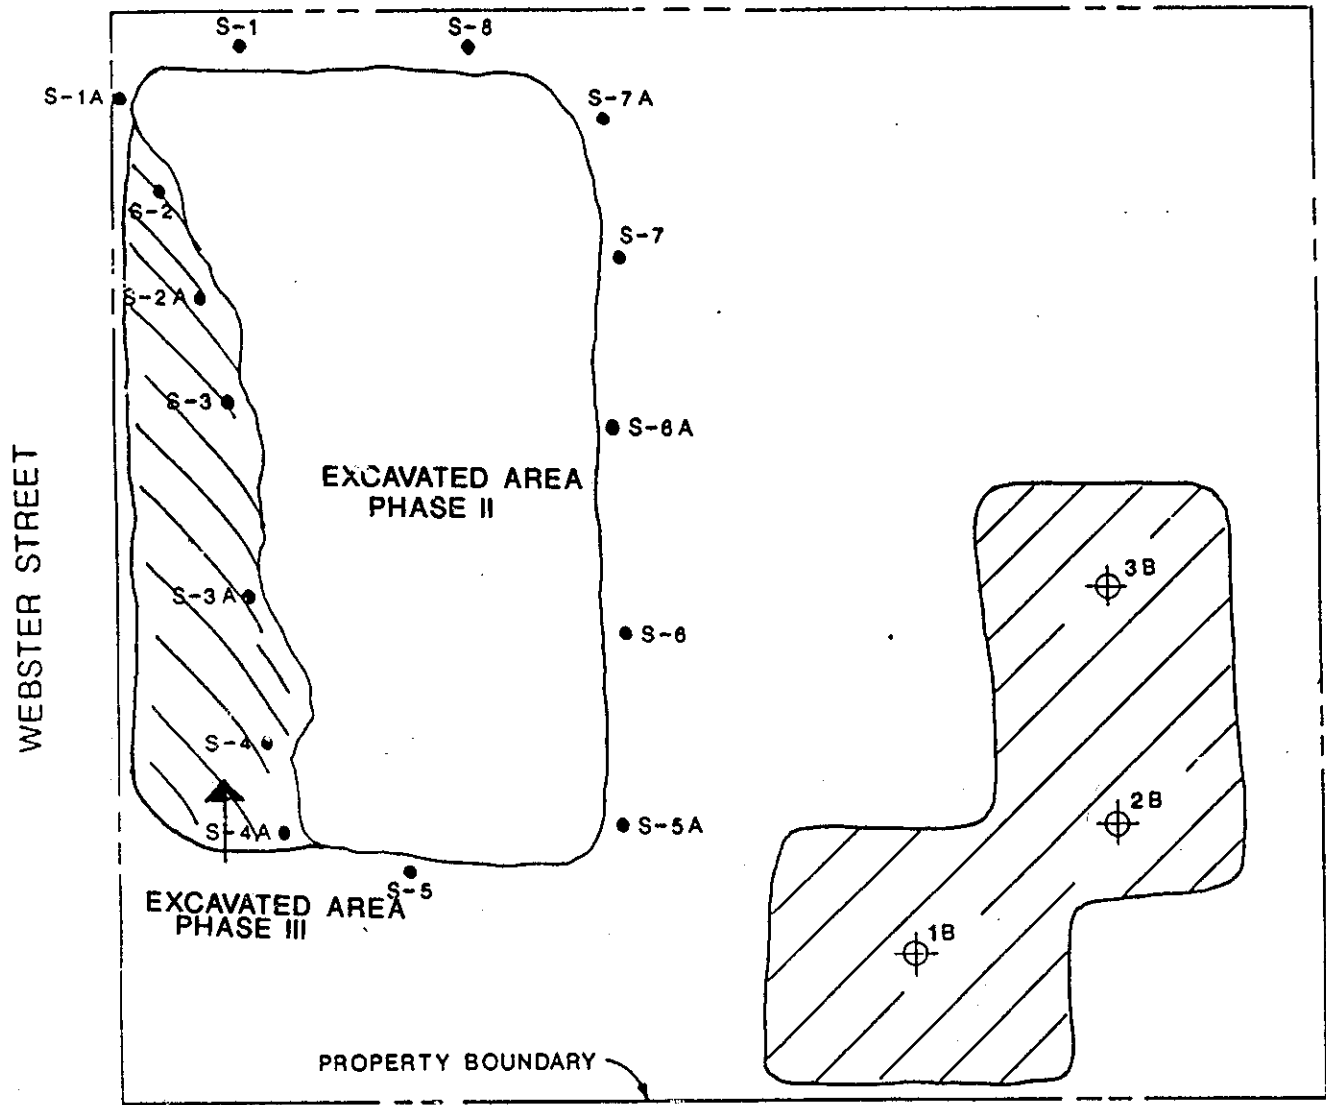 S-1
S-8
S-1A
S-7A
S-2
S-7
S-2A
S-3
S-6A
EXCAVATED AREA
PHASE II
WEBSTER STREET
3B
S-3A
S-6
S-4
2B
S-4A
S-5A
S-5
EXCAVATED AREA
PHASE III
1B
PROPERTY BOUNDARY